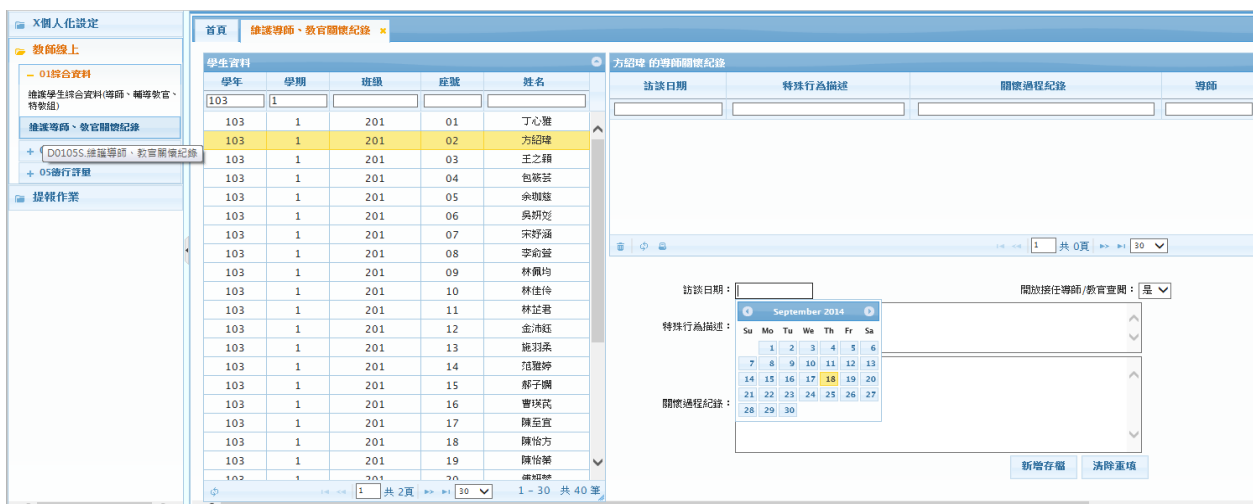 X個人化設定
教師線上
01綜合資料
維護學生綜合資料(導師、輔導教官、
特教組)
維護導師、教官關懷紀錄
D0105S.維護導師、教官關懷紀錄
05德行評量
提報作業
首頁 維護導師、教官關懷紀錄
學生資料
學年 學期 班級 座號 姓名
103 1
103 1 201 01 丁心雅
103 1 201 02 方紹瑋
103 1 201 03 王之穎
103 1 201 04 包筱芸
103 1 201 05 余珈慈
103 1 201 06
103 1 201 07 宋妤涵
103 1 201 08 李俞萱
103 1 201 09 林佩均
103 1 201 10 林佳伶
103 1 201 11 林芷君
103 1 201 12 金沛鈺
103 1 201 13 施羽柔
103 1 201 14 范雅婷
103 1 201 15 郝子嫻
103 1 201 16 曹瑛芪
103 1 201 17 陳至宜
103 1 201 18 陳怡方
103 1 201 19 陳怡蓁
103 1 201 20
1 共 2頁 30 1 - 30 共 40 筆
方紹瑋 的導師關懷紀錄
訪談日期 特殊行為描述 關懷過程紀錄 導師
1 共 0頁 30
訪談日期： 開放接任導師/教官查閱： 是
特殊行為描述：
September 2014
Su Mo Tu We Th Fr Sa
1 2 3 4 5 6
7 8 9 10 11 12 13
14 15 16 17 18 19 20
21 22 23 24 25 26 27
28 29 30
關懷過程紀錄：
新增存檔 清除重填